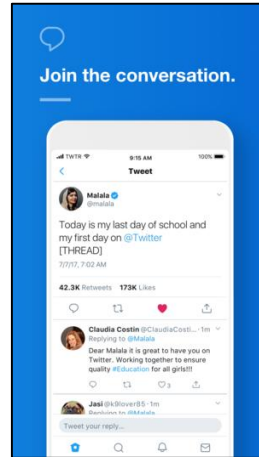 Join the conversation.
TWTR 9:15 AM 100%
Tweet
Malala
@malala
Today is my last day of school and
my first day on @Twitter
[THREAD]
7/7/17, 7:02 AM
42.3K Retweets 173K Likes
Claudia Costin @ClaudiaCosti... · 1m
Replying to @Malala
Dear Malala it is great to have you on
Twitter. Working together to ensure
quality #Education for all girls!!!
3
Jasi @k9lover85 · 1m
Replying to @Malala
Tweet your reply...